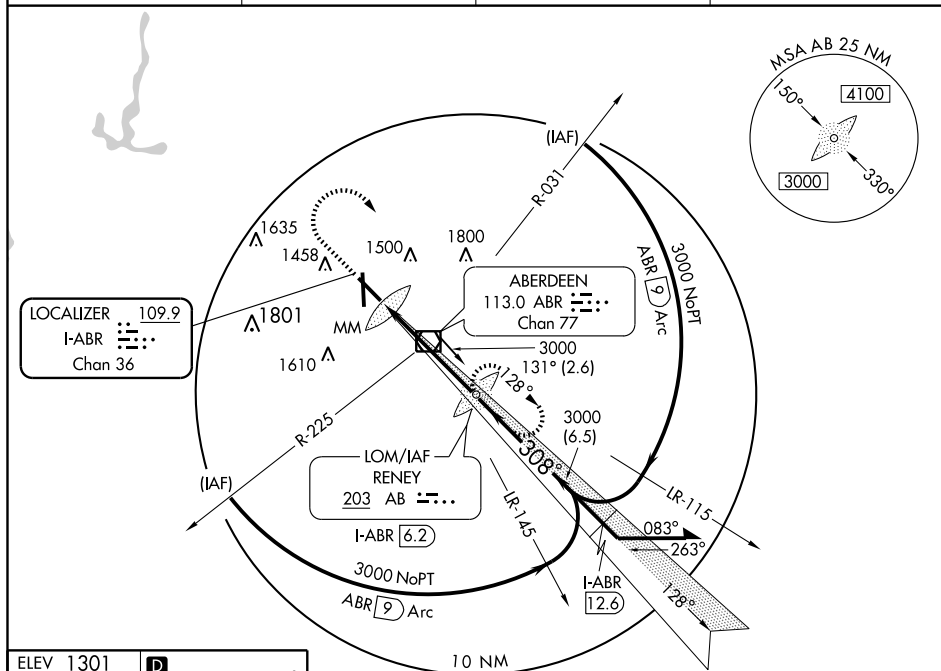 MSA AB 25 NM
150°
4100
3000
330°
(IAF)
R-031
3000 NoPT
ABR 9 Arc
1635
1458
1500
1800
1801
1610
LOCALIZER 109.9
I-ABR
Chan 36
MM
ABERDEEN
113.0 ABR
Chan 77
3000
131° (2.6)
128°
3000
(6.5)
308°
R-225
(IAF)
LOM/IAF
RENEY
203 AB
I-ABR 6.2
LR-145
LR-115
083°
263°
I-ABR
12.6
128°
3000 NoPT
ABR 9 Arc
10 NM
ELEV 1301
D